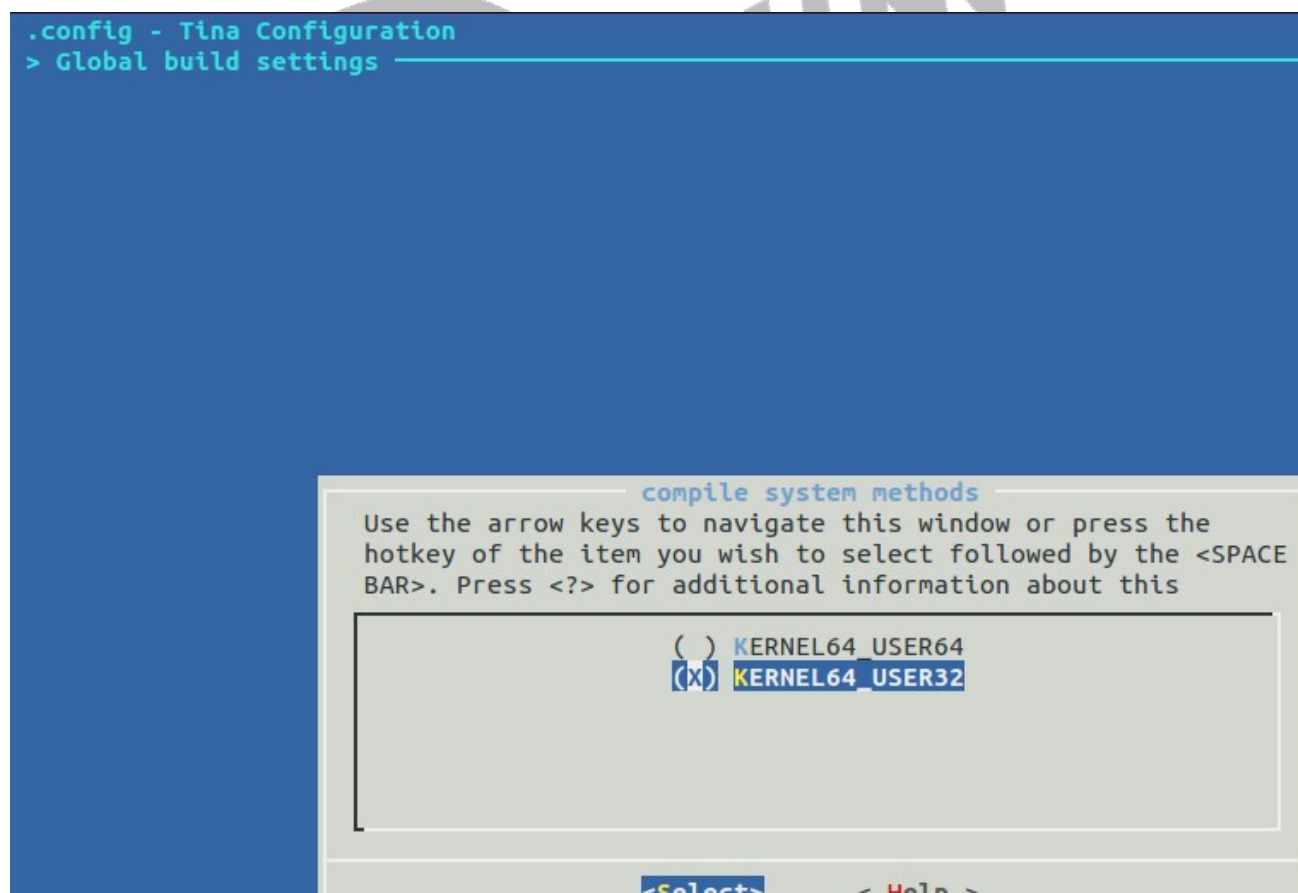 .config - Tina Configuration
> Global build settings
compile system methods
Use the arrow keys to navigate this window or press the
hotkey of the item you wish to select followed by the <SPACE
BAR>. Press <?> for additional information about this
( ) KERNEL64_USER64
(X) KERNEL64_USER32
<Select> < Help >